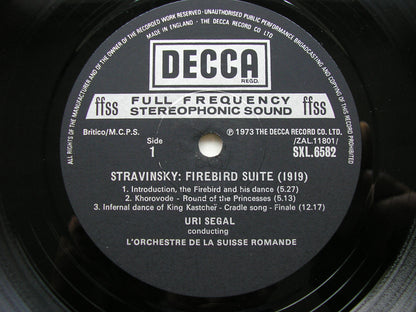 ALL RIGHTS OF THE MANUFACTURER AND OF THE OWNER OF THE RECORDED WORK RESERVED · UNAUTHORISED PUBLIC PERFORMANCE BROADCASTING AND COPYING OF THIS RECORD PROHIBITED
MADE IN ENGLAND · THE DECCA RECORD CO LTD
DECCA
REGD.
ffss FULL FREQUENCY ffss
STEREOPHONIC SOUND
Britico/M.C.P.S.
Side
1
Ⓟ 1973 THE DECCA RECORD CO. LTD.
/ZAL.11801/
SXL.6582
STRAVINSKY: FIREBIRD SUITE (1919)
1. Introduction, the Firebird and his dance (5.27)
2. Khorovode - Round of the Princesses (5.13)
3. Infernal dance of King Kastcheï - Cradle song - Finale (12.17)
URI SEGAL
conducting
L'ORCHESTRE DE LA SUISSE ROMANDE